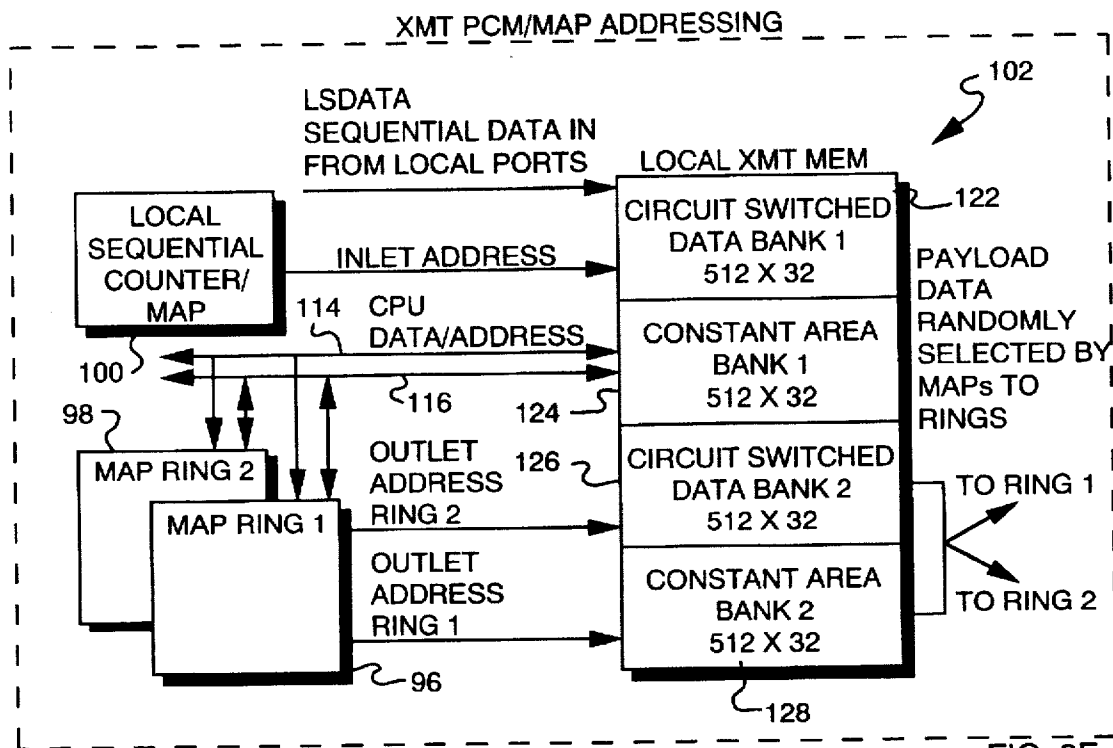 XMT PCM/MAP ADDRESSING
102
LSDATA
SEQUENTIAL DATA IN
FROM LOCAL PORTS
LOCAL XMT MEM
LOCAL
SEQUENTIAL
COUNTER/
MAP
100
INLET ADDRESS
CIRCUIT SWITCHED
DATA BANK 1
512 X 32
122
CPU
DATA/ADDRESS
114
116
CONSTANT AREA
BANK 1
512 X 32
124
PAYLOAD
DATA
RANDOMLY
SELECTED BY
MAPs TO
RINGS
98
MAP RING 2
MAP RING 1
96
OUTLET
ADDRESS
RING 2
126
CIRCUIT SWITCHED
DATA BANK 2
512 X 32
OUTLET
ADDRESS
RING 1
CONSTANT AREA
BANK 2
512 X 32
128
TO RING 1
TO RING 2